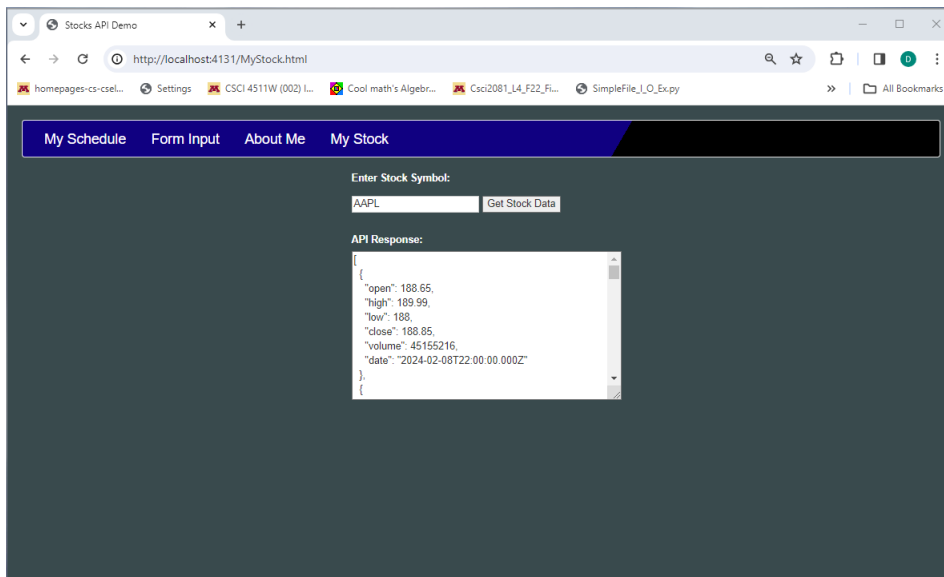 Stocks API Demo
http://localhost:4131/MyStock.html
D
homepages-cs-csel... Settings CSCI 4511W (002) I... Cool math's Algebr... Csci2081_L4_F22_Fi... SimpleFile_I_O_Ex.py All Bookmarks
My Schedule Form Input About Me My Stock
Enter Stock Symbol:
AAPL Get Stock Data
API Response:
[
{
"open": 188.65,
"high": 189.99,
"low": 188,
"close": 188.85,
"volume": 45155216,
"date": "2024-02-08T22:00:00.000Z"
},
{